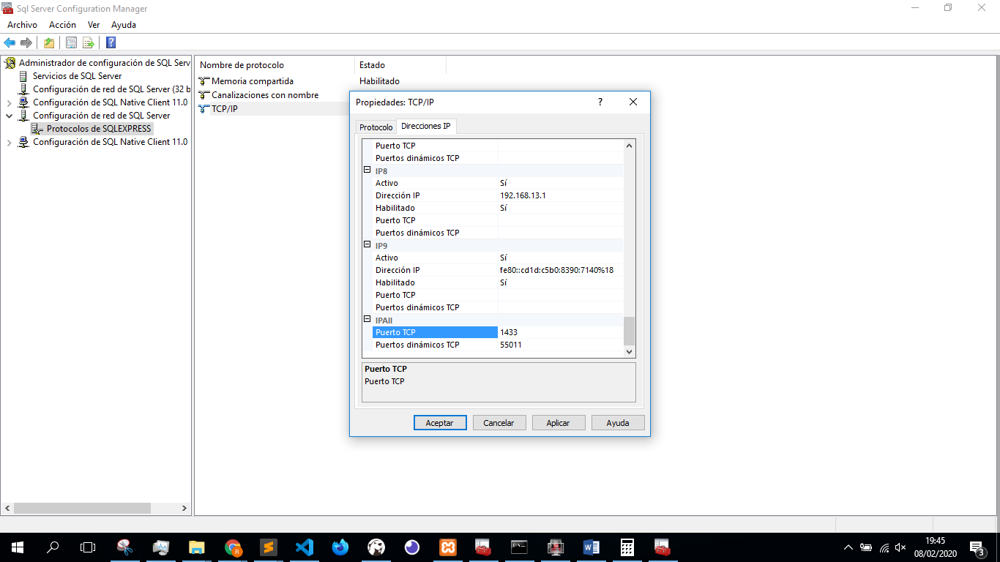 Sql Server Configuration Manager
Archivo Acción Ver Ayuda
Administrador de configuración de SQL Serv
Servicios de SQL Server
Configuración de red de SQL Server (32 b
Configuración de SQL Native Client 11.0
Configuración de red de SQL Server
Protocolos de SQLEXPRESS
Configuración de SQL Native Client 11.0
Nombre de protocolo Estado
Memoria compartida Habilitado
Canalizaciones con nombre
TCP/IP
Propiedades: TCP/IP ?
Protocolo Direcciones IP
Puerto TCP
Puertos dinámicos TCP
IP8
Activo Sí
Dirección IP 192.168.13.1
Habilitado Sí
Puerto TCP
Puertos dinámicos TCP
IP9
Activo Sí
Dirección IP fe80::cd1d:c5b0:8390:7140%18
Habilitado Sí
Puerto TCP
Puertos dinámicos TCP
IPAll
Puerto TCP 1433
Puertos dinámicos TCP 55011
Puerto TCP
Puerto TCP
Aceptar Cancelar Aplicar Ayuda
19:45
08/02/2020
3